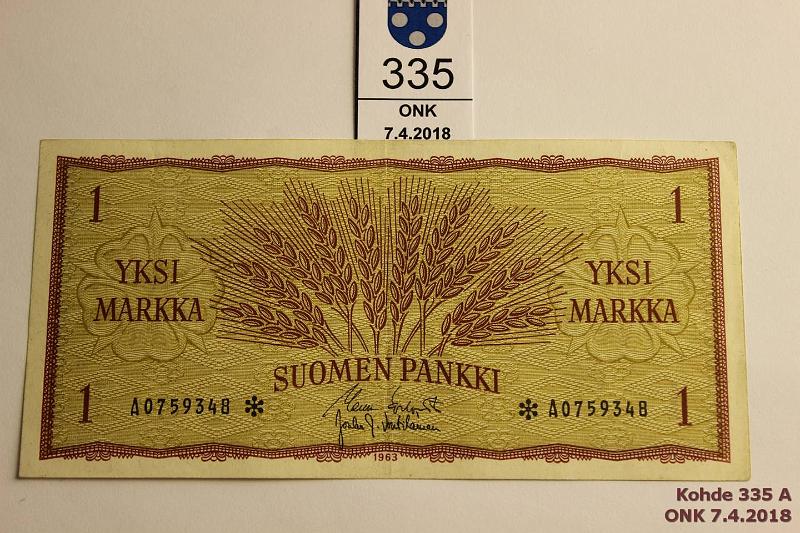 335
ONK
7.4.2018
1 1
YKSI MARKKA
YKSI MARKKA
SUOMEN PANKKI
1 A0759348 * * A0759348 1
1963
Kohde 335 A
ONK 7.4.2018